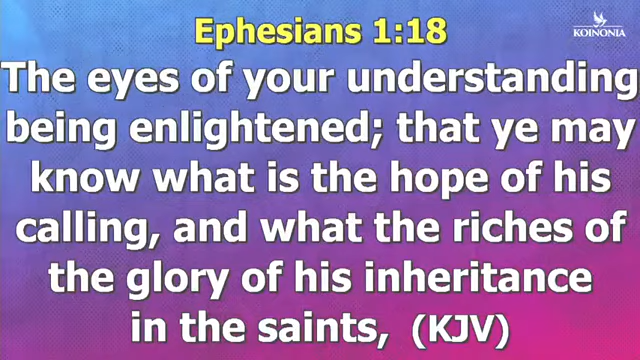 Ephesians 1:18
KOINONIA
The eyes of your understanding
being enlightened; that ye may
know what is the hope of his
calling, and what the riches of
the glory of his inheritance
in the saints, (KJV)